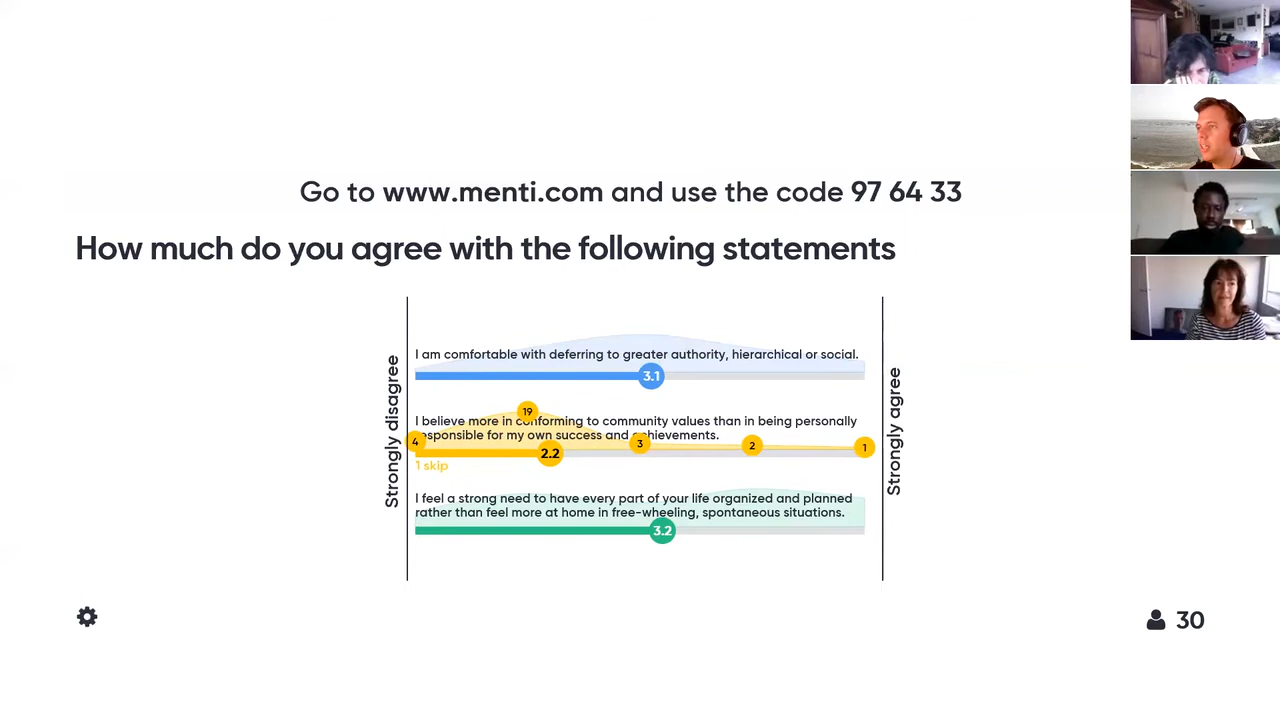 Go to www.menti.com and use the code 97 64 33
How much do you agree with the following statements
Strongly disagree
I am comfortable with deferring to greater authority, hierarchical or social.
3.1
19
I believe more in conforming to community values than in being personally
4
responsible for my own success and achievements.
3
2
1
2.2
1 skip
I feel a strong need to have every part of your life organized and planned
rather than feel more at home in free-wheeling, spontaneous situations.
3.2
Strongly agree
30